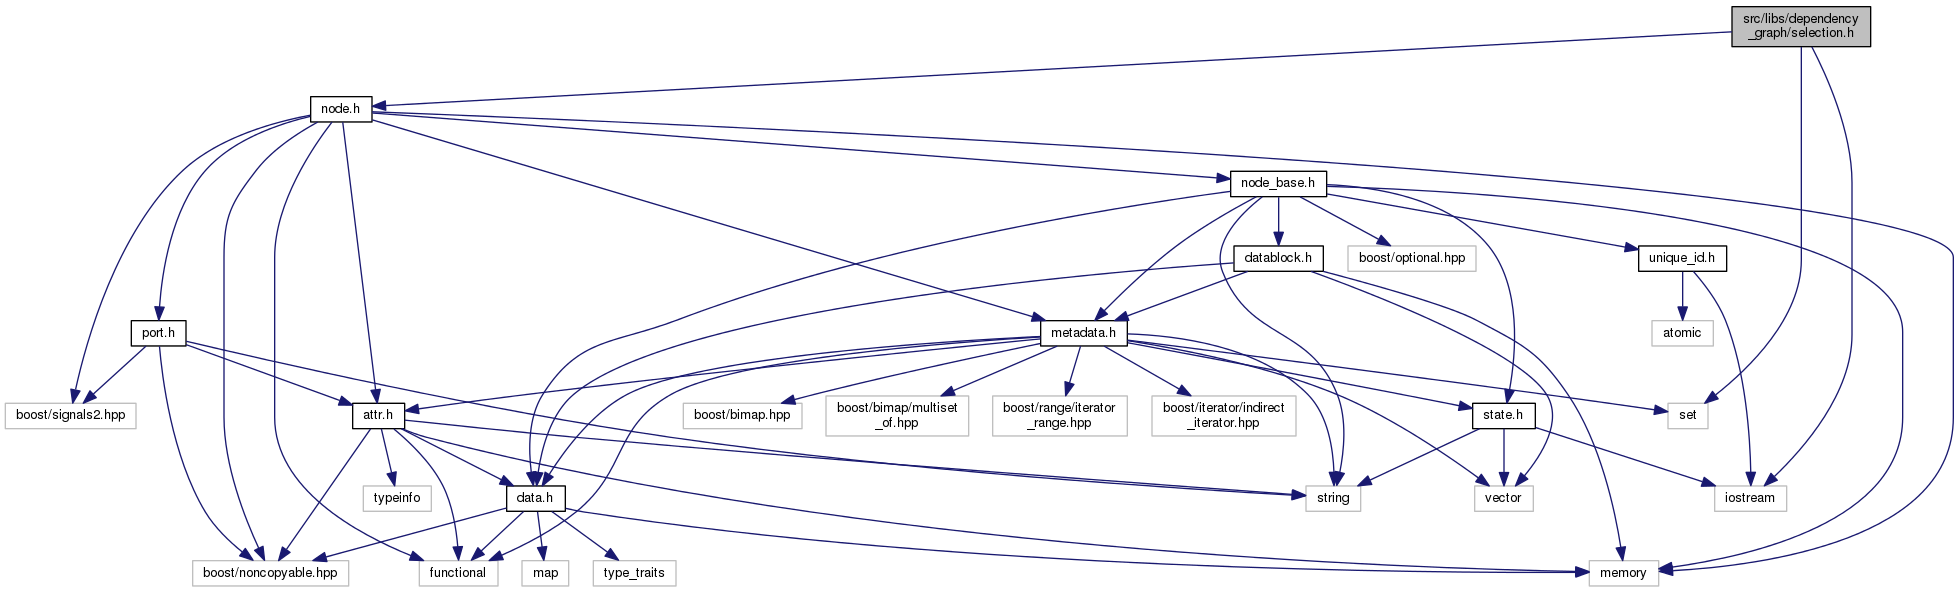 src/libs/dependency
_graph/selection.h
node.h
node_base.h
datablock.h
boost/optional.hpp
unique_id.h
port.h
metadata.h
atomic
boost/signals2.hpp
attr.h
boost/bimap.hpp
boost/bimap/multiset
_of.hpp
boost/range/iterator
_range.hpp
boost/iterator/indirect
_iterator.hpp
state.h
set
typeinfo
data.h
string
vector
iostream
boost/noncopyable.hpp
functional
map
type_traits
memory